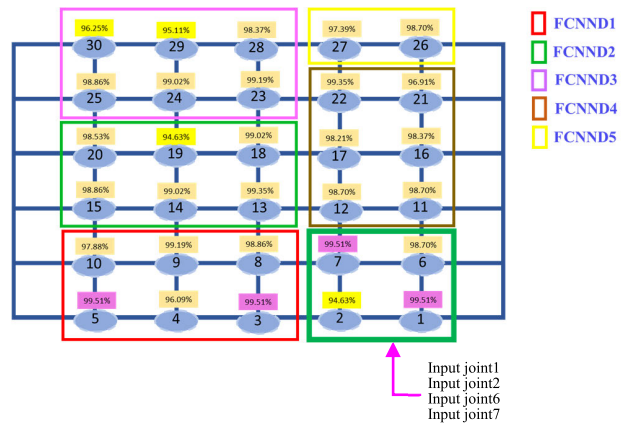 96.25% 95.11% 98.37% 97.39% 98.70%
30 29 28 27 26
98.86% 99.02% 99.19% 99.35% 96.91%
25 24 23 22 21
98.53% 94.63% 99.02% 98.21% 98.37%
20 19 18 17 16
98.86% 99.02% 99.35% 98.70% 98.70%
15 14 13 12 11
97.88% 99.19% 98.86% 99.51% 98.70%
10 9 8 7 6
99.51% 96.09% 99.51% 94.63% 99.51%
5 4 3 2 1
FCNND1
FCNND2
FCNND3
FCNND4
FCNND5
Input joint1
Input joint2
Input joint6
Input joint7